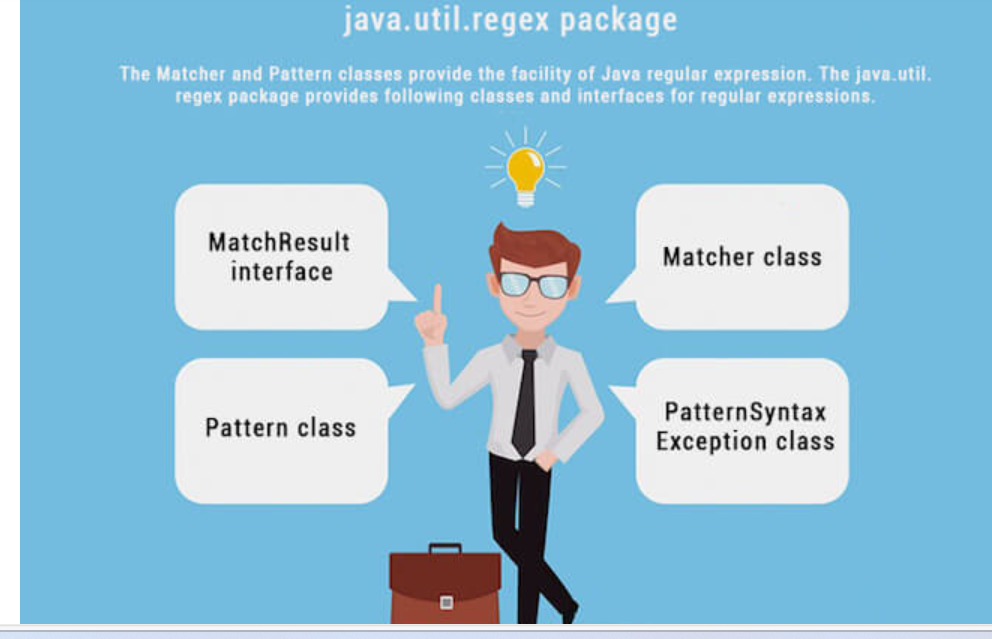 java.util.regex package
The Matcher and Pattern classes provide the facility of Java regular expression. The java.util.
regex package provides following classes and interfaces for regular expressions.
MatchResult
interface
Matcher class
Pattern class
PatternSyntax
Exception class